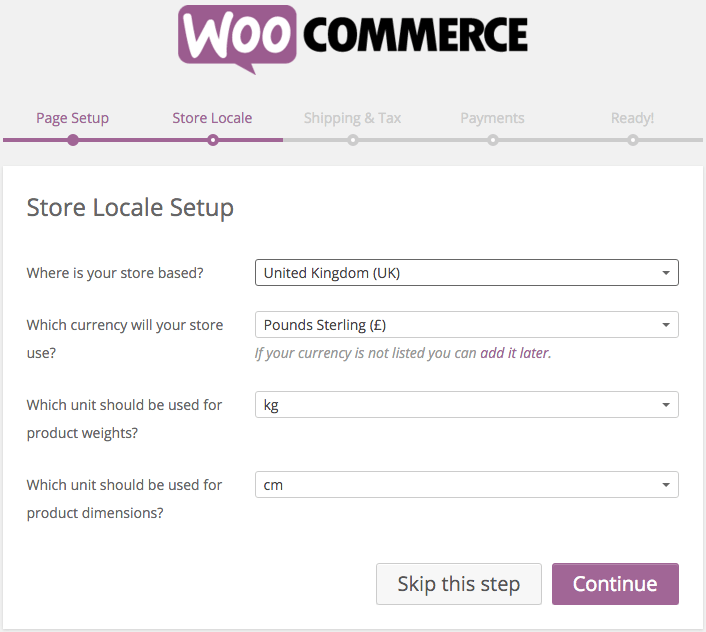 WOO COMMERCE
Page Setup Store Locale Shipping & Tax Payments Ready!
Store Locale Setup
Where is your store based? United Kingdom (UK)
Which currency will your store use? Pounds Sterling (£)
If your currency is not listed you can add it later.
Which unit should be used for product weights? kg
Which unit should be used for product dimensions? cm
Skip this step Continue